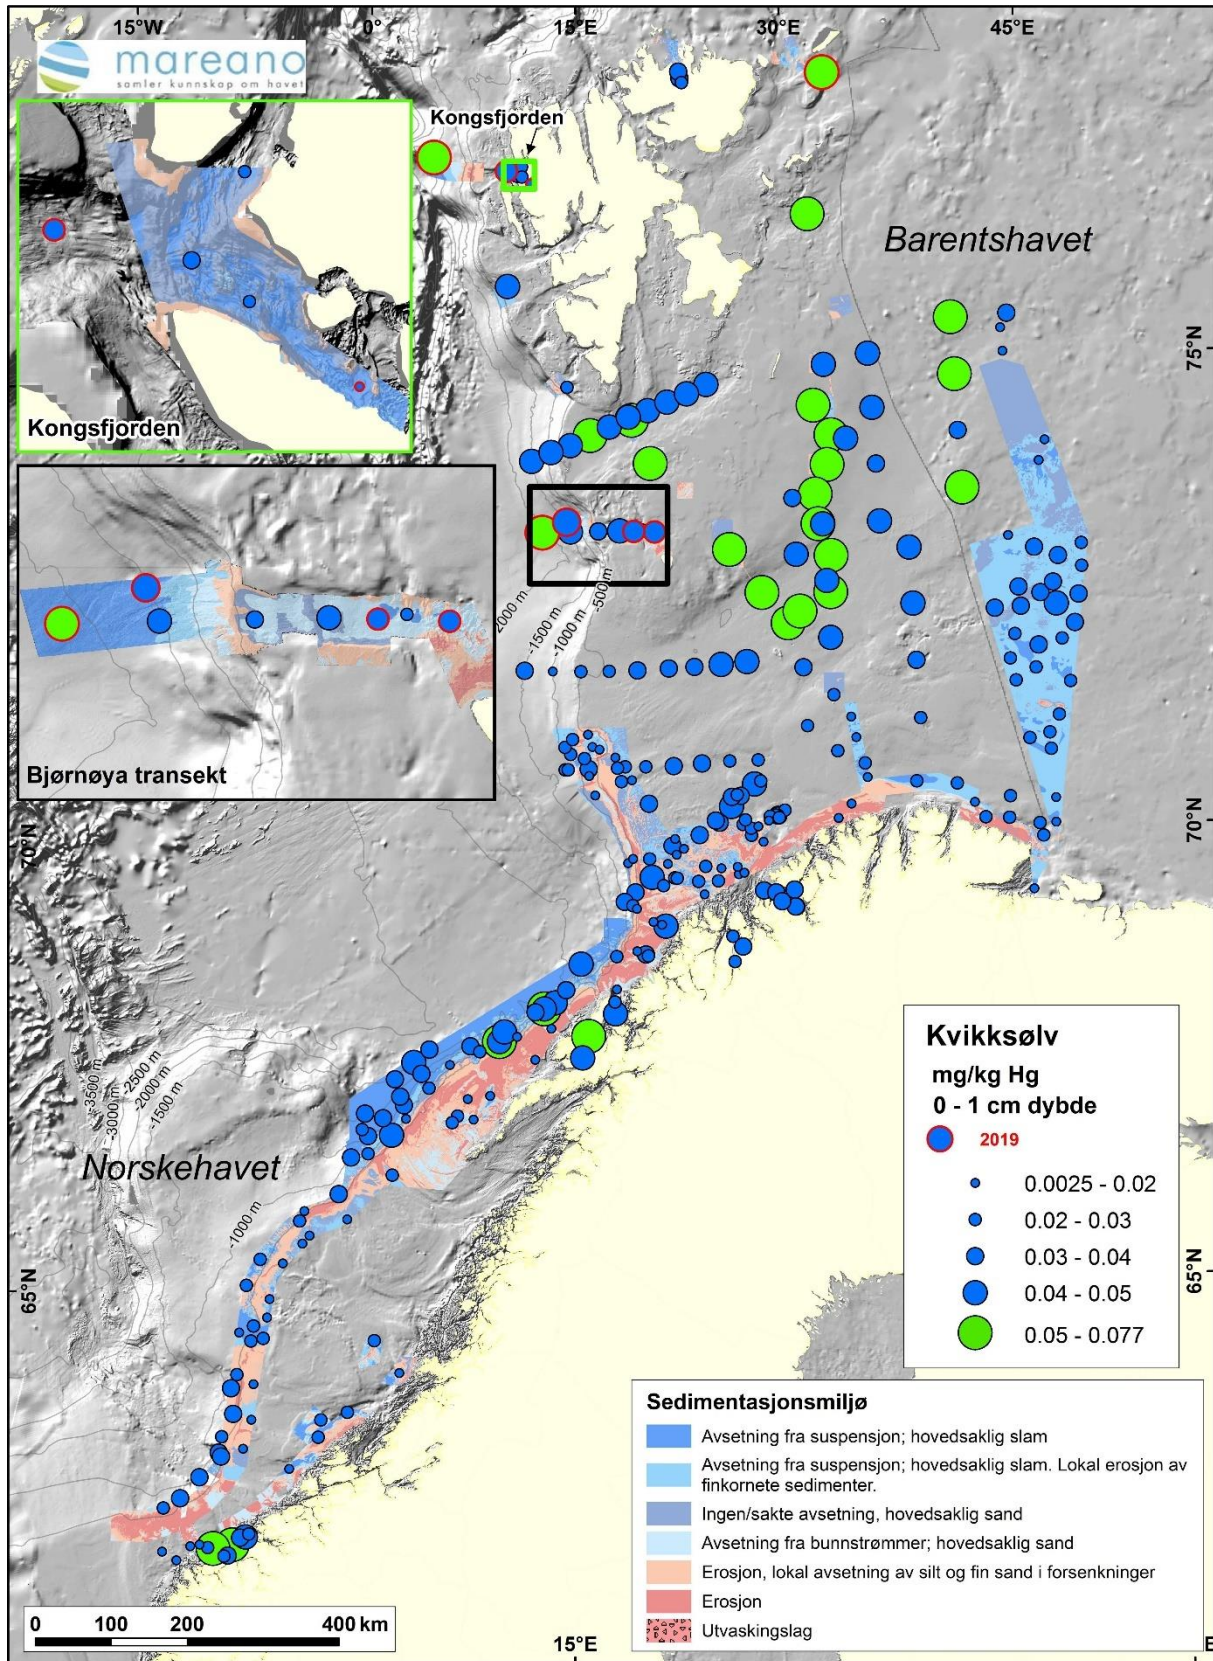 15°W
0°
15°E
30°E
45°E
mareano
samler kunnskap om havet
Kongsfjorden
Barentshavet
75°N
Kongsfjorden
-2000 m
-1500 m
-1000 m
-500 m
Bjørnøya transekt
70°N
70°N
-3500 m
-3000 m
-2500 m
-2000 m
-1500 m
Norskehavet
-1000 m
65°N
65°N
Kvikksølv
mg/kg Hg
0 - 1 cm dybde
2019
0.0025 - 0.02
0.02 - 0.03
0.03 - 0.04
0.04 - 0.05
0.05 - 0.077
Sedimentasjonsmiljø
Avsetning fra suspensjon; hovedsaklig slam
Avsetning fra suspensjon; hovedsaklig slam. Lokal erosjon av
finkornete sedimenter.
Ingen/sakte avsetning, hovedsaklig sand
Avsetning fra bunnstrømmer; hovedsaklig sand
Erosjon, lokal avsetning av silt og fin sand i forsenkninger
Erosjon
Utvaskingslag
0 100 200 400 km
15°E